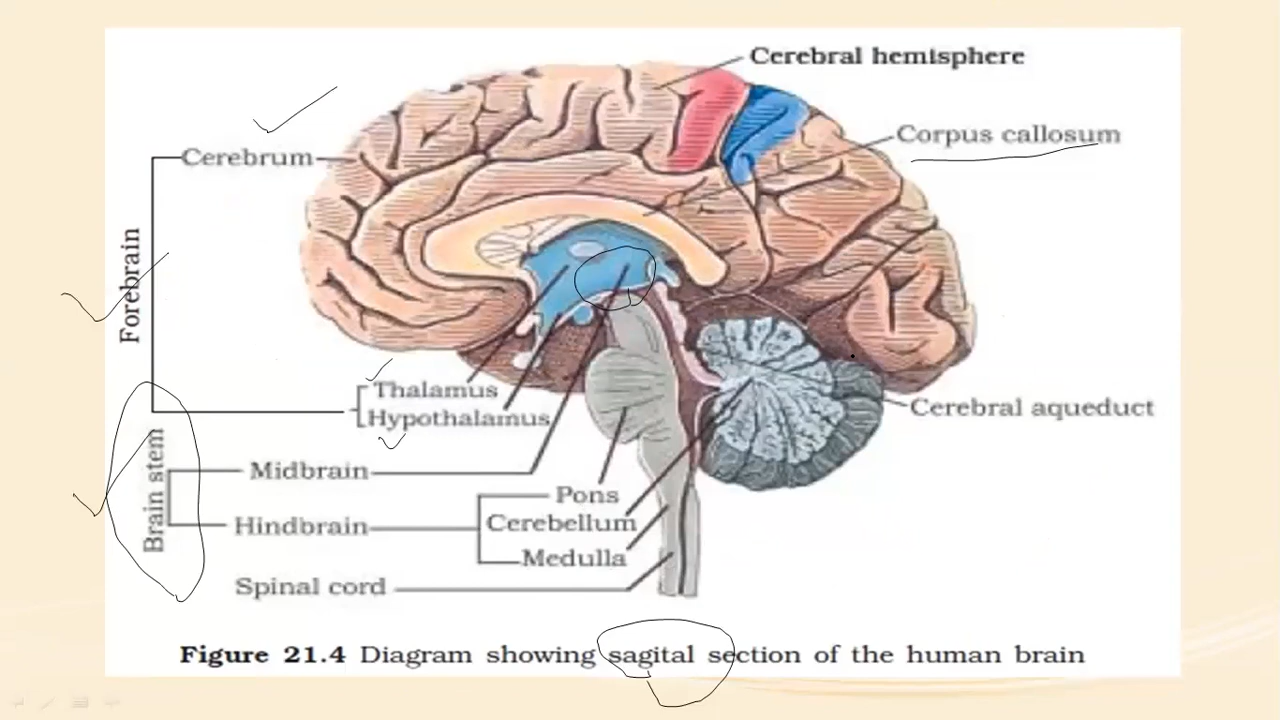 Cerebral hemisphere
Corpus callosum
Cerebrum
Forebrain
Thalamus
Hypothalamus
Cerebral aqueduct
Brain stem
Midbrain
Hindbrain
Pons
Cerebellum
Medulla
Spinal cord
Figure 21.4 Diagram showing sagital section of the human brain